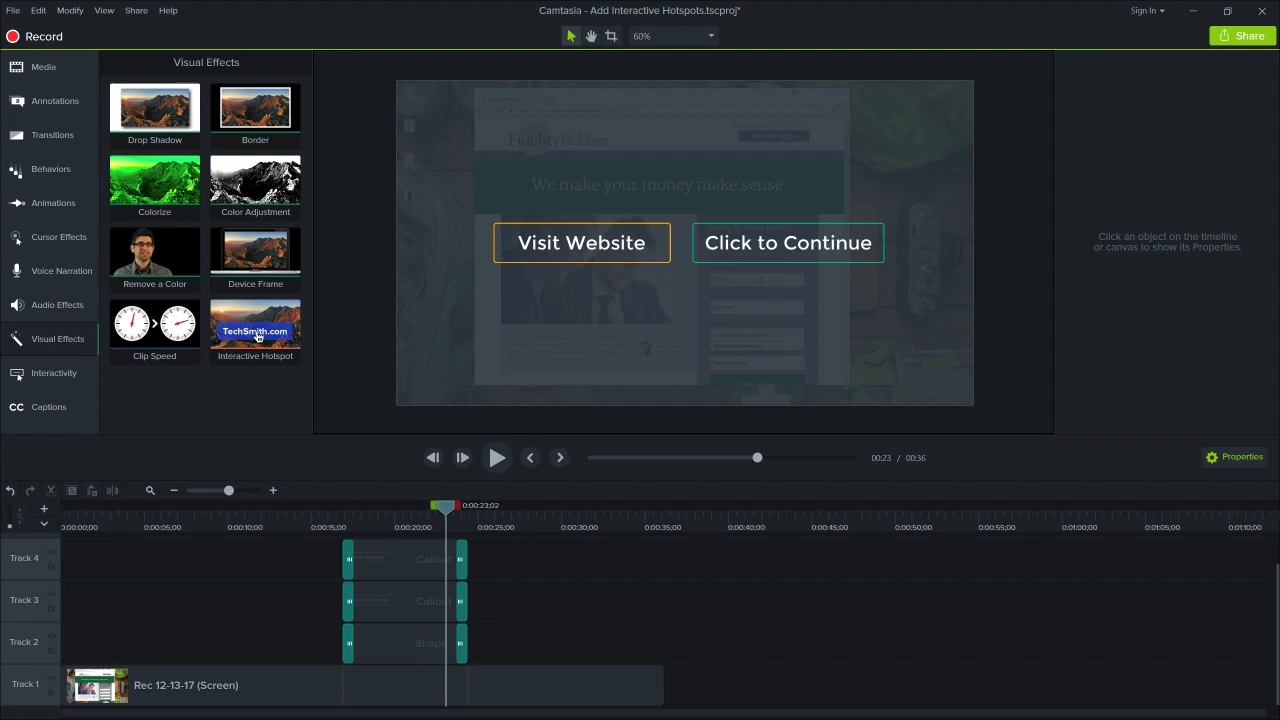 File Edit Modify View Share Help
Camtasia - Add Interactive Hotspots.tscproj*
Sign In
Record
60%
Share
Media
Annotations
Transitions
Behaviors
Animations
Cursor Effects
Voice Narration
Audio Effects
Visual Effects
Interactivity
CC Captions
Visual Effects
Drop Shadow Border
Colorize Color Adjustment
Remove a Color Device Frame
TechSmith.com
Clip Speed Interactive Hotspot
Fidelity Holdings
We make your money make sense.
Visit Website Click to Continue
Click an object on the timeline
or canvas to show its Properties.
00:23 / 00:36
Properties
0:00:23;02
0:00:00;00 0:00:05;00 0:00:10;00 0:00:15;00 0:00:20;00 0:00:25;00 0:00:30;00 0:00:35;00 0:00:40;00 0:00:45;00 0:00:50;00 0:00:55;00 0:01:00;00 0:01:05;00 0:01:10;00
Track 4 Callout
Track 3 Callout
Track 2 Shape
Track 1 Rec 12-13-17 (Screen)